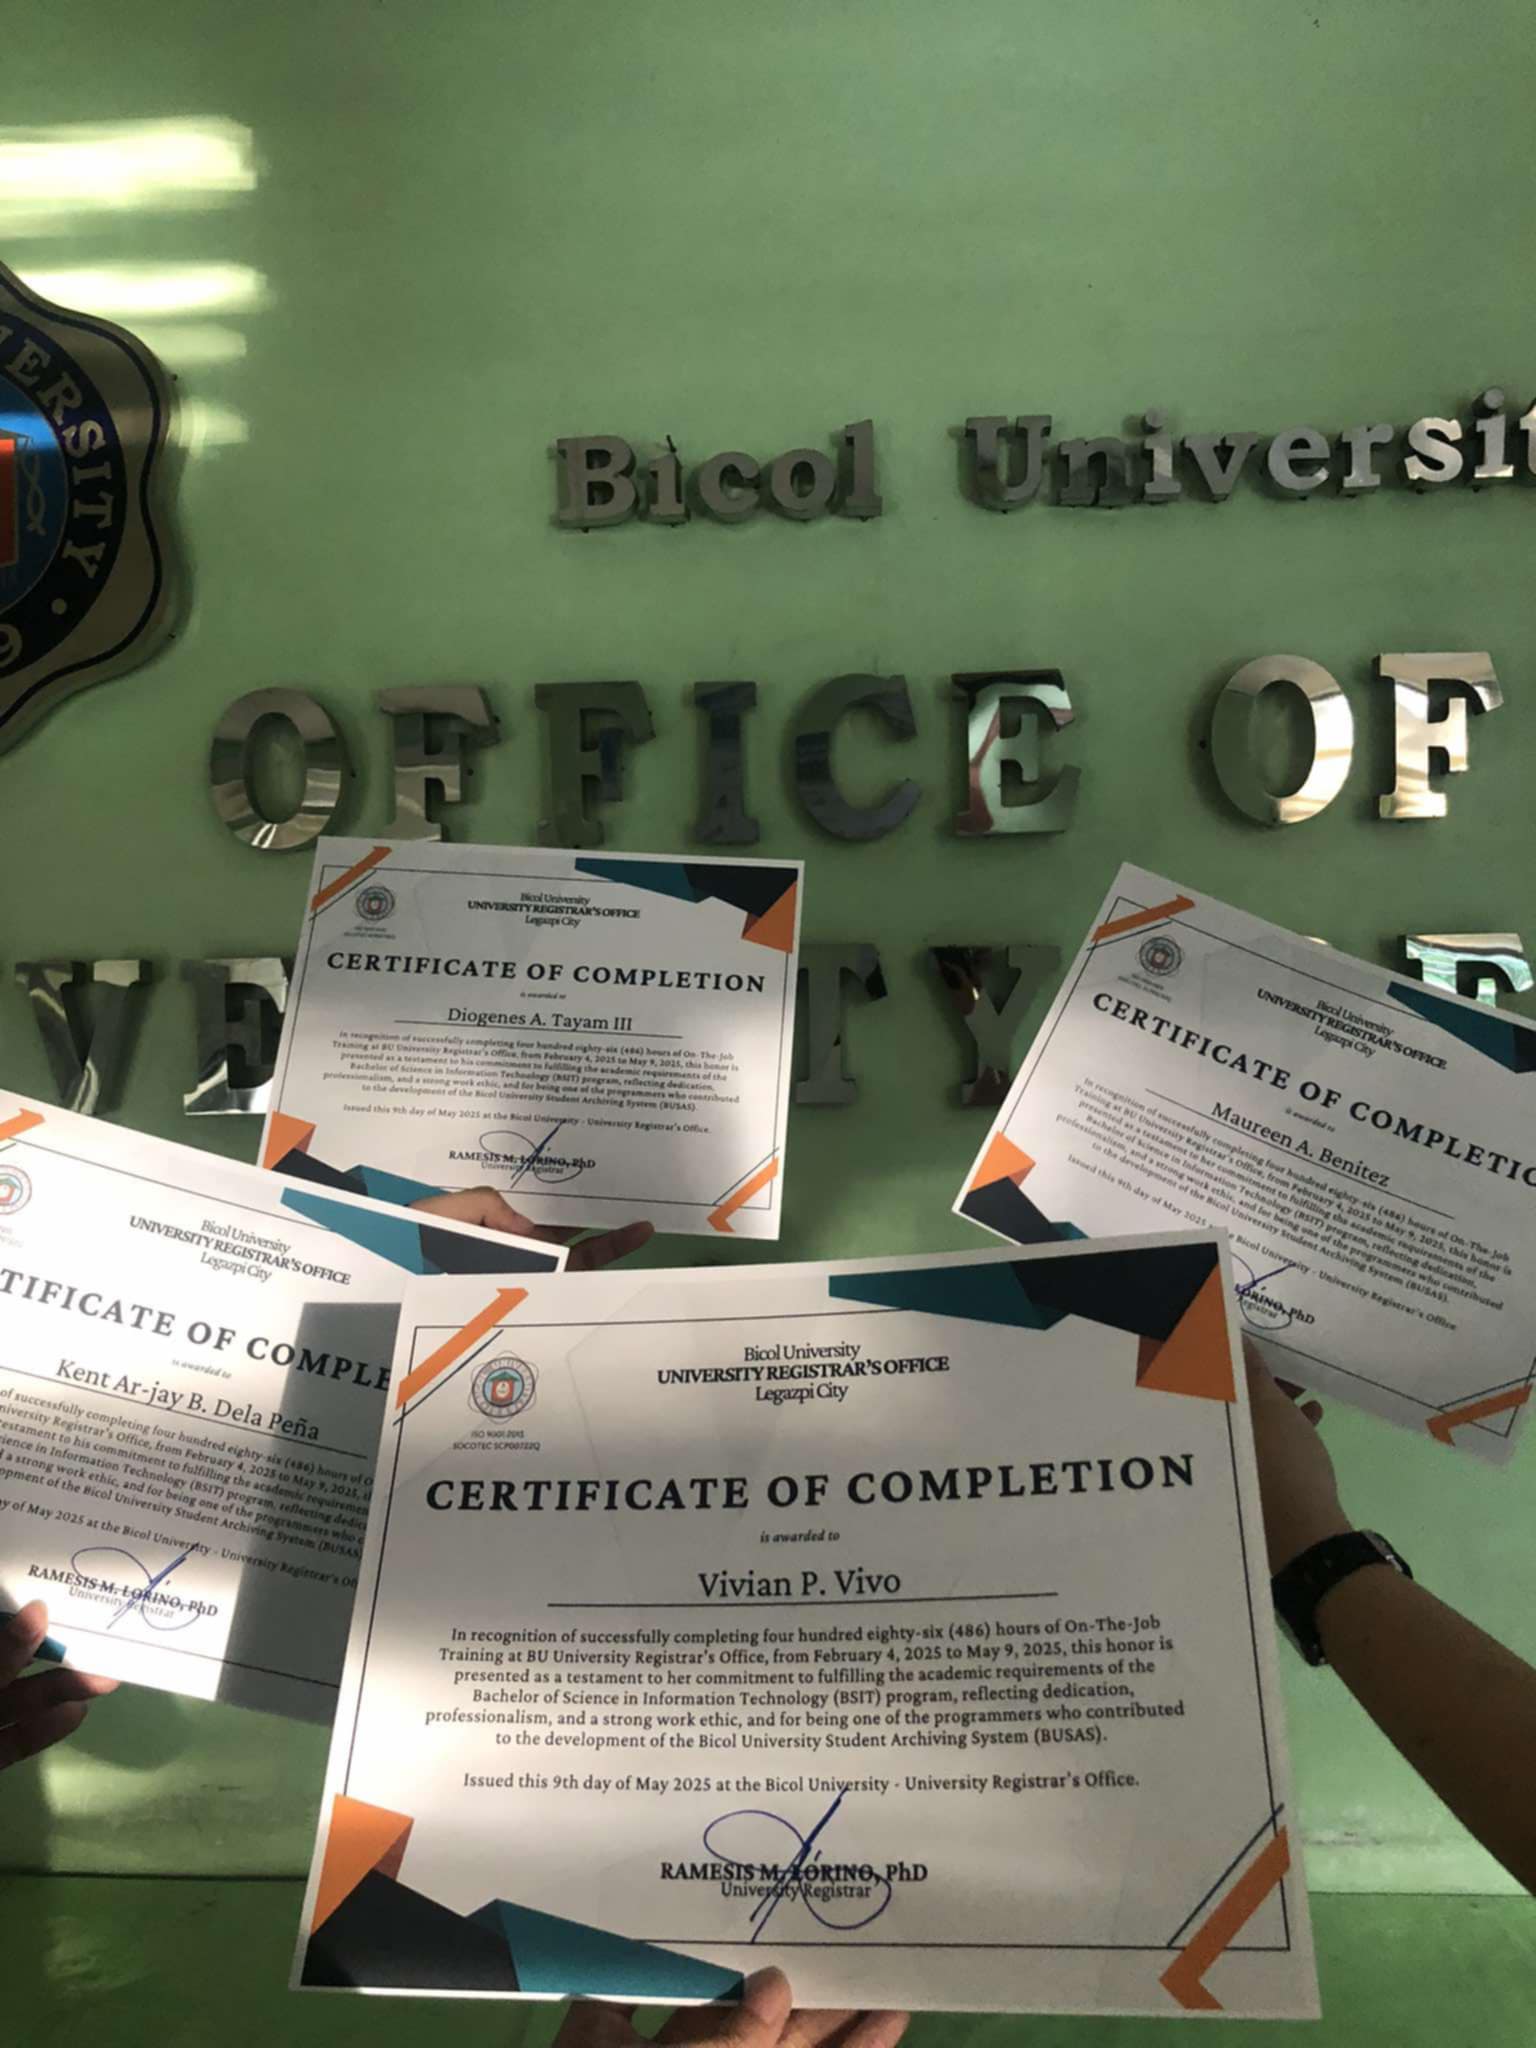 ERSITY
9
Bicol Universit
OFFICE OF
VE
TY
Bicol University
UNIVERSITY REGISTRAR'S OFFICE
Legazpi City
CERTIFICATE OF COMPLETION
is awarded to
Diogenes A. Tayam III
In recognition of successfully completing four hundred eighty-six (486) hours of On-The-Job
Training at BU University Registrar's Office, from February 4, 2025 to May 9, 2025, this honor is
presented as a testament to his commitment to fulfilling the academic requirements of the
Bachelor of Science in Information Technology (BSIT) program, reflecting dedication,
professionalism, and a strong work ethic, and for being one of the programmers who contributed
to the development of the Bicol University Student Archiving System (BUSAS).
Issued this 9th day of May 2025 at the Bicol University - University Registrar's Office.
RAMESIS M. LORINO, PhD
University Registrar
Bicol University
UNIVERSITY REGISTRAR'S OFFICE
Legazpi City
CERTIFICATE OF COMPLETIO
is awarded to
Maureen A. Benitez
In recognition of successfully completing four hundred eighty-six (486) hours of On-The-Job
Training at BU University Registrar's Office, from February 4, 2025 to May 9, 2025, this honor is
presented as a testament to her commitment to fulfilling the academic requirements of the
Bachelor of Science in Information Technology (BSIT) program, reflecting dedication,
professionalism, and a strong work ethic, and for being one of the programmers who contributed
to the development of the Bicol University Student Archiving System (BUSAS).
Issued this 9th day of May 2025 Bicol University - University Registrar's Office
LORINO, PhD
egistrar
Bicol University
UNIVERSITY REGISTRAR'S OFFICE
Legazpi City
TIFICATE OF COMPLE
is awarded to
Kent Ar-jay B. Dela Peña
of successfully completing four hundred eighty-six (486) hours of O
niversity Registrar's Office, from February 4, 2025 to May 9, 2025, t
testament to his commitment to fulfilling the academic requiremen
ience in Information Technology (BSIT) program, reflecting dedic
d a strong work ethic, and for being one of the programmers who c
opment of the Bicol University Student Archiving System (BUSAS
y of May 2025 at the Bicol University - University Registrar's Off
RAMESIS M. LORINO, PhD
University Registrar
Bicol University
UNIVERSITY REGISTRAR'S OFFICE
Legazpi City
ISO 9001:2015
SOCOTEC SCP00722Q
CERTIFICATE OF COMPLETION
is awarded to
Vivian P. Vivo
In recognition of successfully completing four hundred eighty-six (486) hours of On-The-Job
Training at BU University Registrar's Office, from February 4, 2025 to May 9, 2025, this honor is
presented as a testament to her commitment to fulfilling the academic requirements of the
Bachelor of Science in Information Technology (BSIT) program, reflecting dedication,
professionalism, and a strong work ethic, and for being one of the programmers who contributed
to the development of the Bicol University Student Archiving System (BUSAS).
Issued this 9th day of May 2025 at the Bicol University - University Registrar's Office.
RAMESIS M. LORINO, PhD
University Registrar